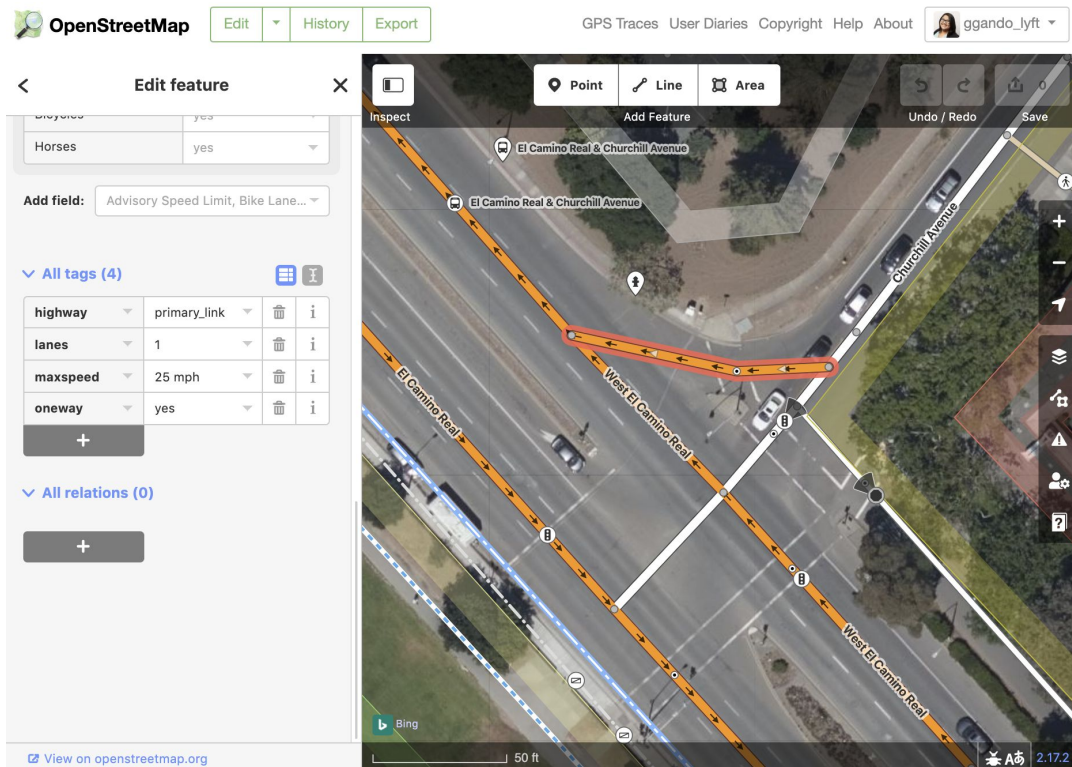 OpenStreetMap
Edit
History
Export
GPS Traces
User Diaries
Copyright
Help
About
ggando_lyft
Edit feature
Bicycles yes
Horses yes
Add field: Advisory Speed Limit, Bike Lane...
All tags (4)
highway primary_link
lanes 1
maxspeed 25 mph
oneway yes
+
All relations (0)
+
View on openstreetmap.org
Inspect
Point
Line
Area
Add Feature
Undo / Redo
0
Save
El Camino Real & Churchill Avenue
El Camino Real & Churchill Avenue
Churchill Avenue
El Camino Real
West El Camino Real
West El Camino Real
Bing
50 ft
2.17.2